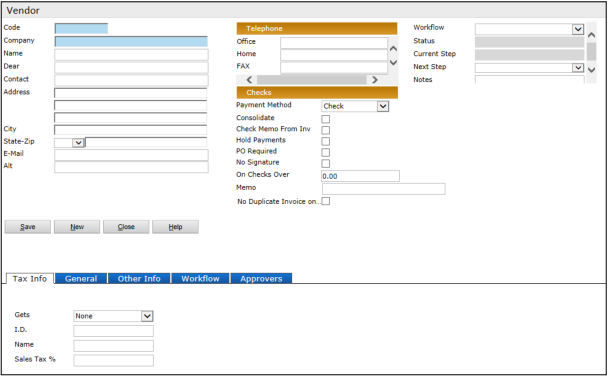 Vendor
Code
Company
Name
Dear
Contact
Address
City
State-Zip
E-Mail
Alt
Telephone
Office
Home
FAX
Checks
Payment Method Check
Consolidate
Check Memo From Inv
Hold Payments
PO Required
No Signature
On Checks Over 0.00
Memo
No Duplicate Invoice on...
Workflow
Status
Current Step
Next Step
Notes
Save New Close Help
Tax Info General Other Info Workflow Approvers
Gets None
I.D.
Name
Sales Tax %